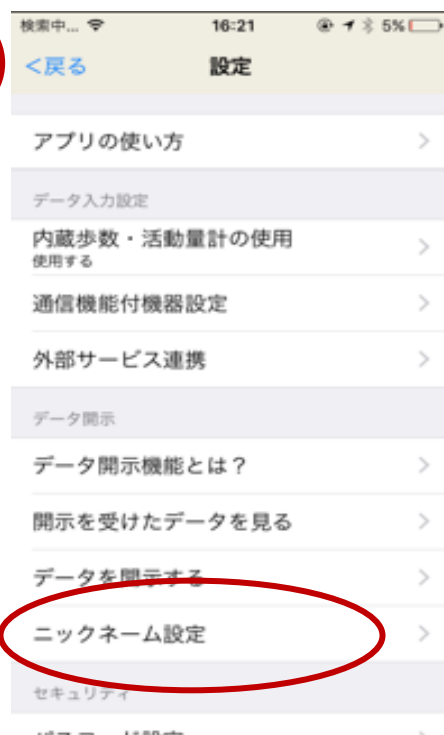 検索中... 16:21 5%
<戻る 設定
アプリの使い方
データ入力設定
内蔵歩数・活動量計の使用
使用する
通信機能付機器設定
外部サービス連携
データ開示
データ開示機能とは？
開示を受けたデータを見る
データを開示する
ニックネーム設定
セキュリティ